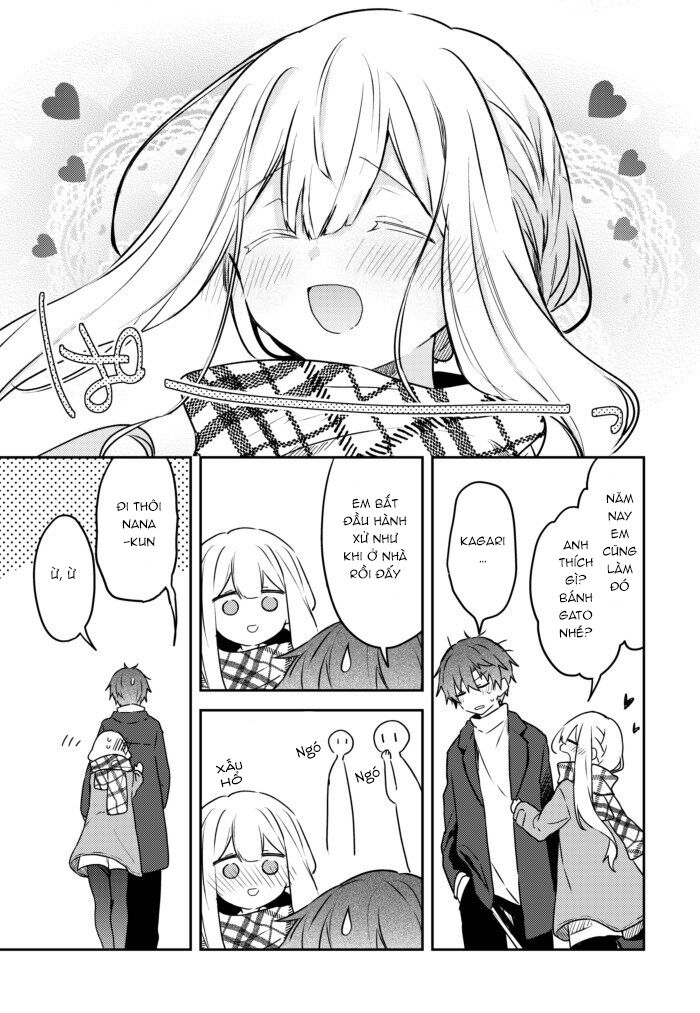 NĂM
NAY EM
CŨNG LÀM
ĐÓ
ANH
THÍCH
GÌ?
BÁNH
GATO
NHÉ?
KAGARI
...
EM BẮT
ĐẦU HÀNH
XỬ NHƯ
KHI Ở NHÀ
RỒI ĐẤY
Ngó
Ngó
XẤU
HỔ
ĐI THÔI
NANA
-KUN
Ừ, Ừ